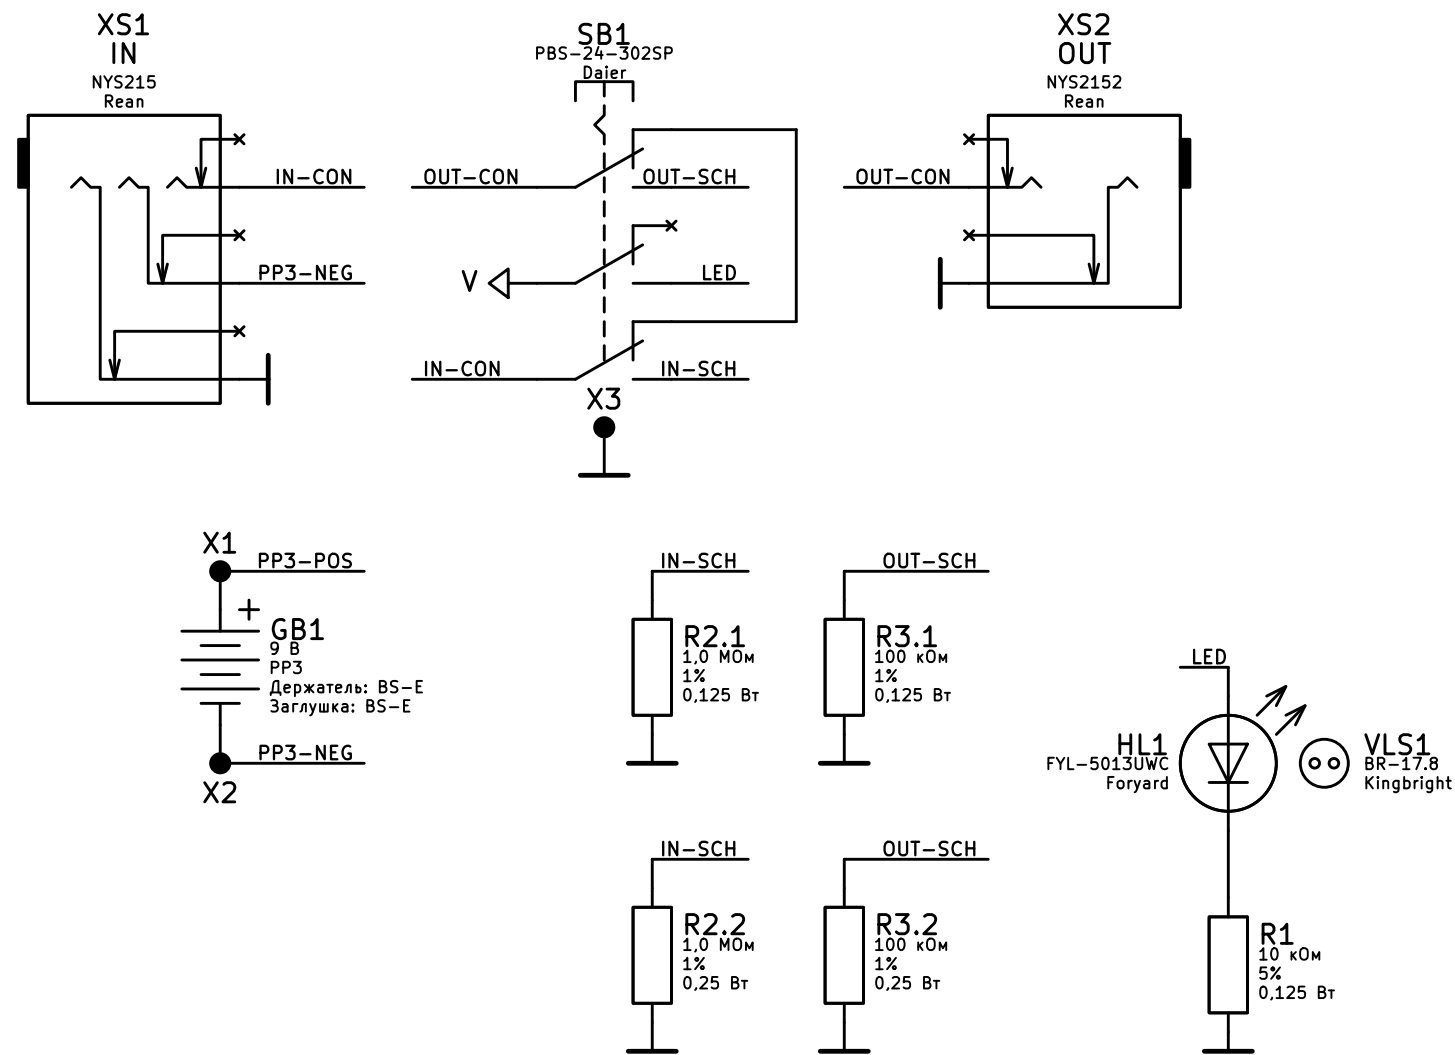 XS1
IN
NYS215
Rean
IN-CON
PP3-NEG
SB1
PBS-24-302SP
Daier
OUT-CON
OUT-SCH
V
LED
IN-CON
IN-SCH
X3
XS2
OUT
NYS2152
Rean
OUT-CON
X1
PP3-POS
+
GB1
9 В
PP3
Держатель: BS-E
Заглушка: BS-E
PP3-NEG
X2
IN-SCH
R2.1
1,0 МОм
1%
0,125 Вт
OUT-SCH
R3.1
100 кОм
1%
0,125 Вт
IN-SCH
R2.2
1,0 МОм
1%
0,25 Вт
OUT-SCH
R3.2
100 кОм
1%
0,25 Вт
LED
HL1
FYL-5013UWC
Foryard
VLS1
BR-17.8
Kingbright
R1
10 кОм
5%
0,125 Вт